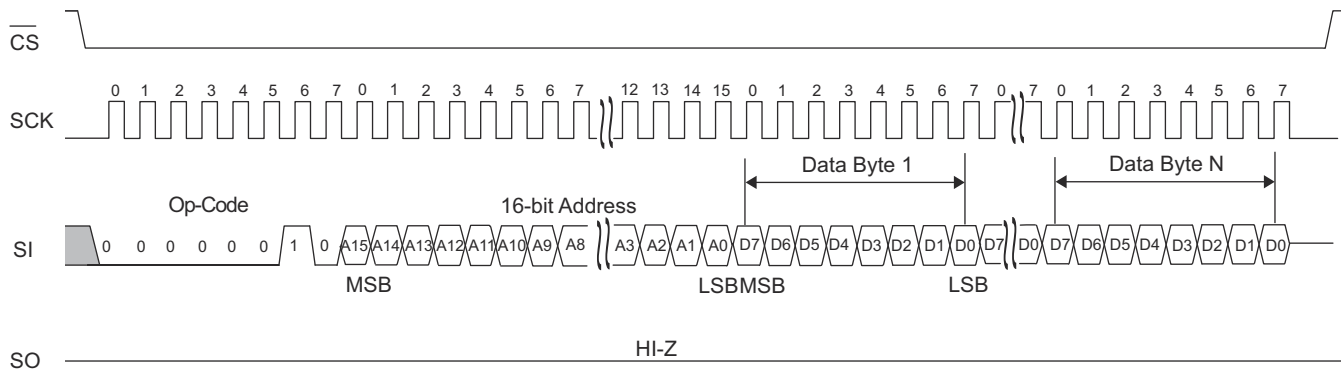 CS
SCK 0 1 2 3 4 5 6 7 0 1 2 3 4 5 6 7 12 13 14 15 0 1 2 3 4 5 6 7 0 7 0 1 2 3 4 5 6 7
Data Byte 1 Data Byte N
Op-Code 16-bit Address
SI 0 0 0 0 0 0 1 0 A15 A14 A13 A12 A11 A10 A9 A8 A3 A2 A1 A0 D7 D6 D5 D4 D3 D2 D1 D0 D7 D0 D7 D6 D5 D4 D3 D2 D1 D0
MSB LSB MSB LSB
HI-Z
SO